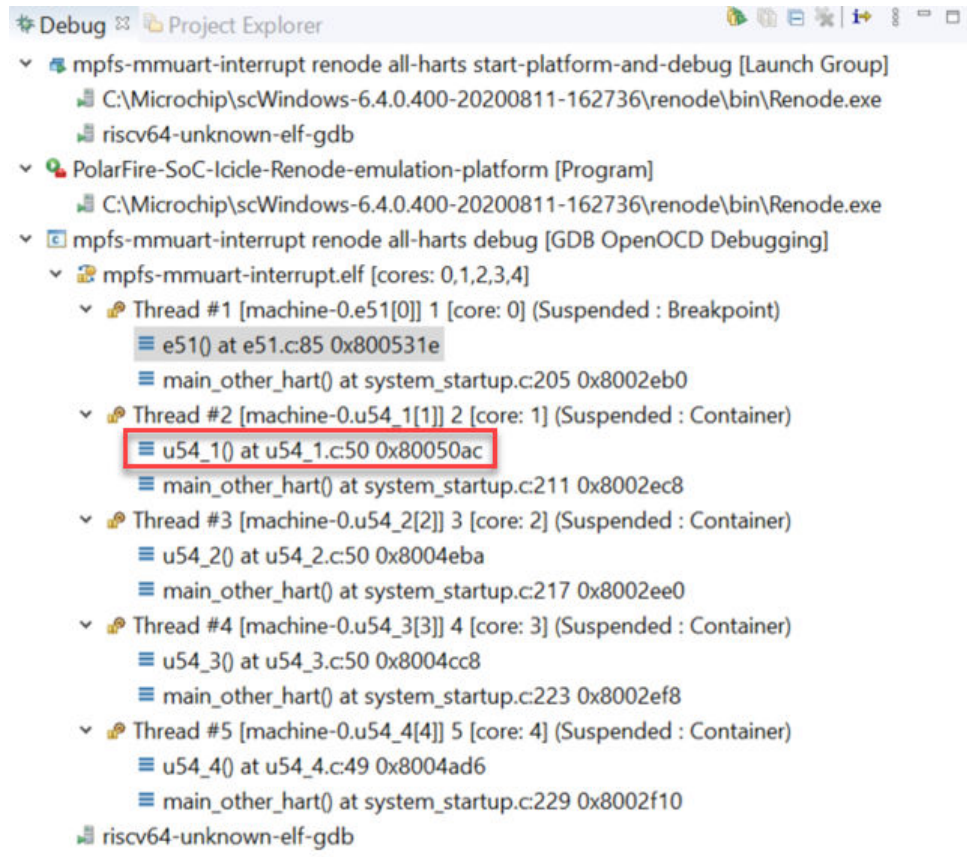 Debug Project Explorer
mpfs-mmuart-interrupt renode all-harts start-platform-and-debug [Launch Group]
C:\Microchip\scWindows-6.4.0.400-20200811-162736\renode\bin\Renode.exe
riscv64-unknown-elf-gdb
PolarFire-SoC-Icicle-Renode-emulation-platform [Program]
C:\Microchip\scWindows-6.4.0.400-20200811-162736\renode\bin\Renode.exe
mpfs-mmuart-interrupt renode all-harts debug [GDB OpenOCD Debugging]
mpfs-mmuart-interrupt.elf [cores: 0,1,2,3,4]
Thread #1 [machine-0.e51[0]] 1 [core: 0] (Suspended : Breakpoint)
e51() at e51.c:85 0x800531e
main_other_hart() at system_startup.c:205 0x8002eb0
Thread #2 [machine-0.u54_1[1]] 2 [core: 1] (Suspended : Container)
u54_1() at u54_1.c:50 0x80050ac
main_other_hart() at system_startup.c:211 0x8002ec8
Thread #3 [machine-0.u54_2[2]] 3 [core: 2] (Suspended : Container)
u54_2() at u54_2.c:50 0x8004eba
main_other_hart() at system_startup.c:217 0x8002ee0
Thread #4 [machine-0.u54_3[3]] 4 [core: 3] (Suspended : Container)
u54_3() at u54_3.c:50 0x8004cc8
main_other_hart() at system_startup.c:223 0x8002ef8
Thread #5 [machine-0.u54_4[4]] 5 [core: 4] (Suspended : Container)
u54_4() at u54_4.c:49 0x8004ad6
main_other_hart() at system_startup.c:229 0x8002f10
riscv64-unknown-elf-gdb